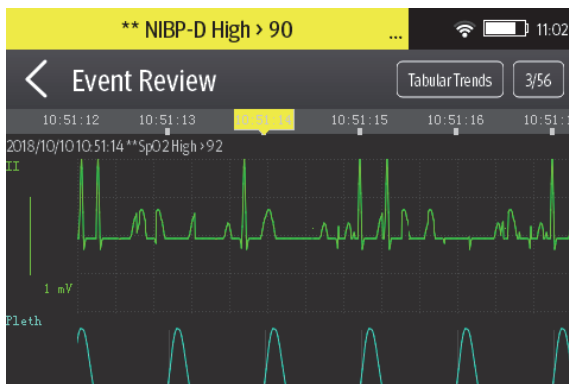 ** NIBP-D High > 90 ... 11:02
Event Review Tabular Trends 3/56
10:51:12 10:51:13 10:51:14 10:51:15 10:51:16 10:51:
2018/10/10 10:51:14 **SpO2 High >92
II
1 mV
Pleth